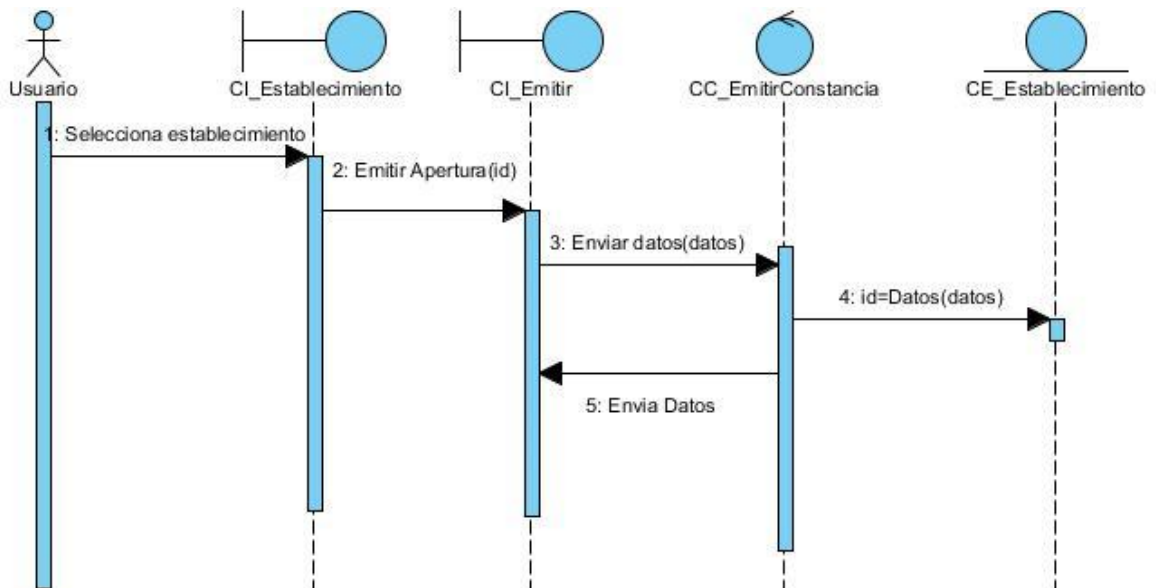 Usuario
CI_Establecimiento
CI_Emitir
CC_EmitirConstancia
CE_Establecimiento
1: Selecciona establecimiento
2: Emitir Apertura(id)
3: Enviar datos(datos)
4: id=Datos(datos)
5: Envia Datos